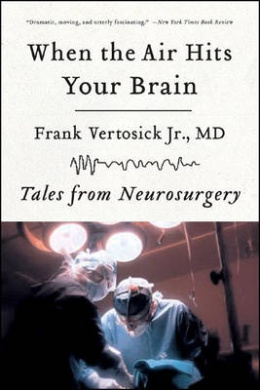 "Dramatic, moving, and utterly fascinating." —New York Times Book Review
When the Air Hits
Your Brain
Frank Vertosick Jr., MD
Tales from Neurosurgery